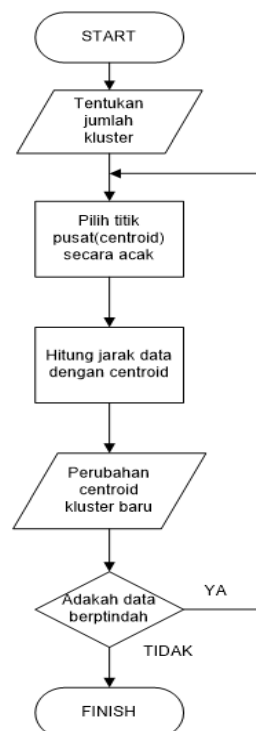 START
Tentukan
jumlah
kluster
Pilih titik
pusat(centroid)
secara acak
Hitung jarak data
dengan centroid
Perubahan
centroid
kluster baru
Adakah data
berptindah
YA
TIDAK
FINISH